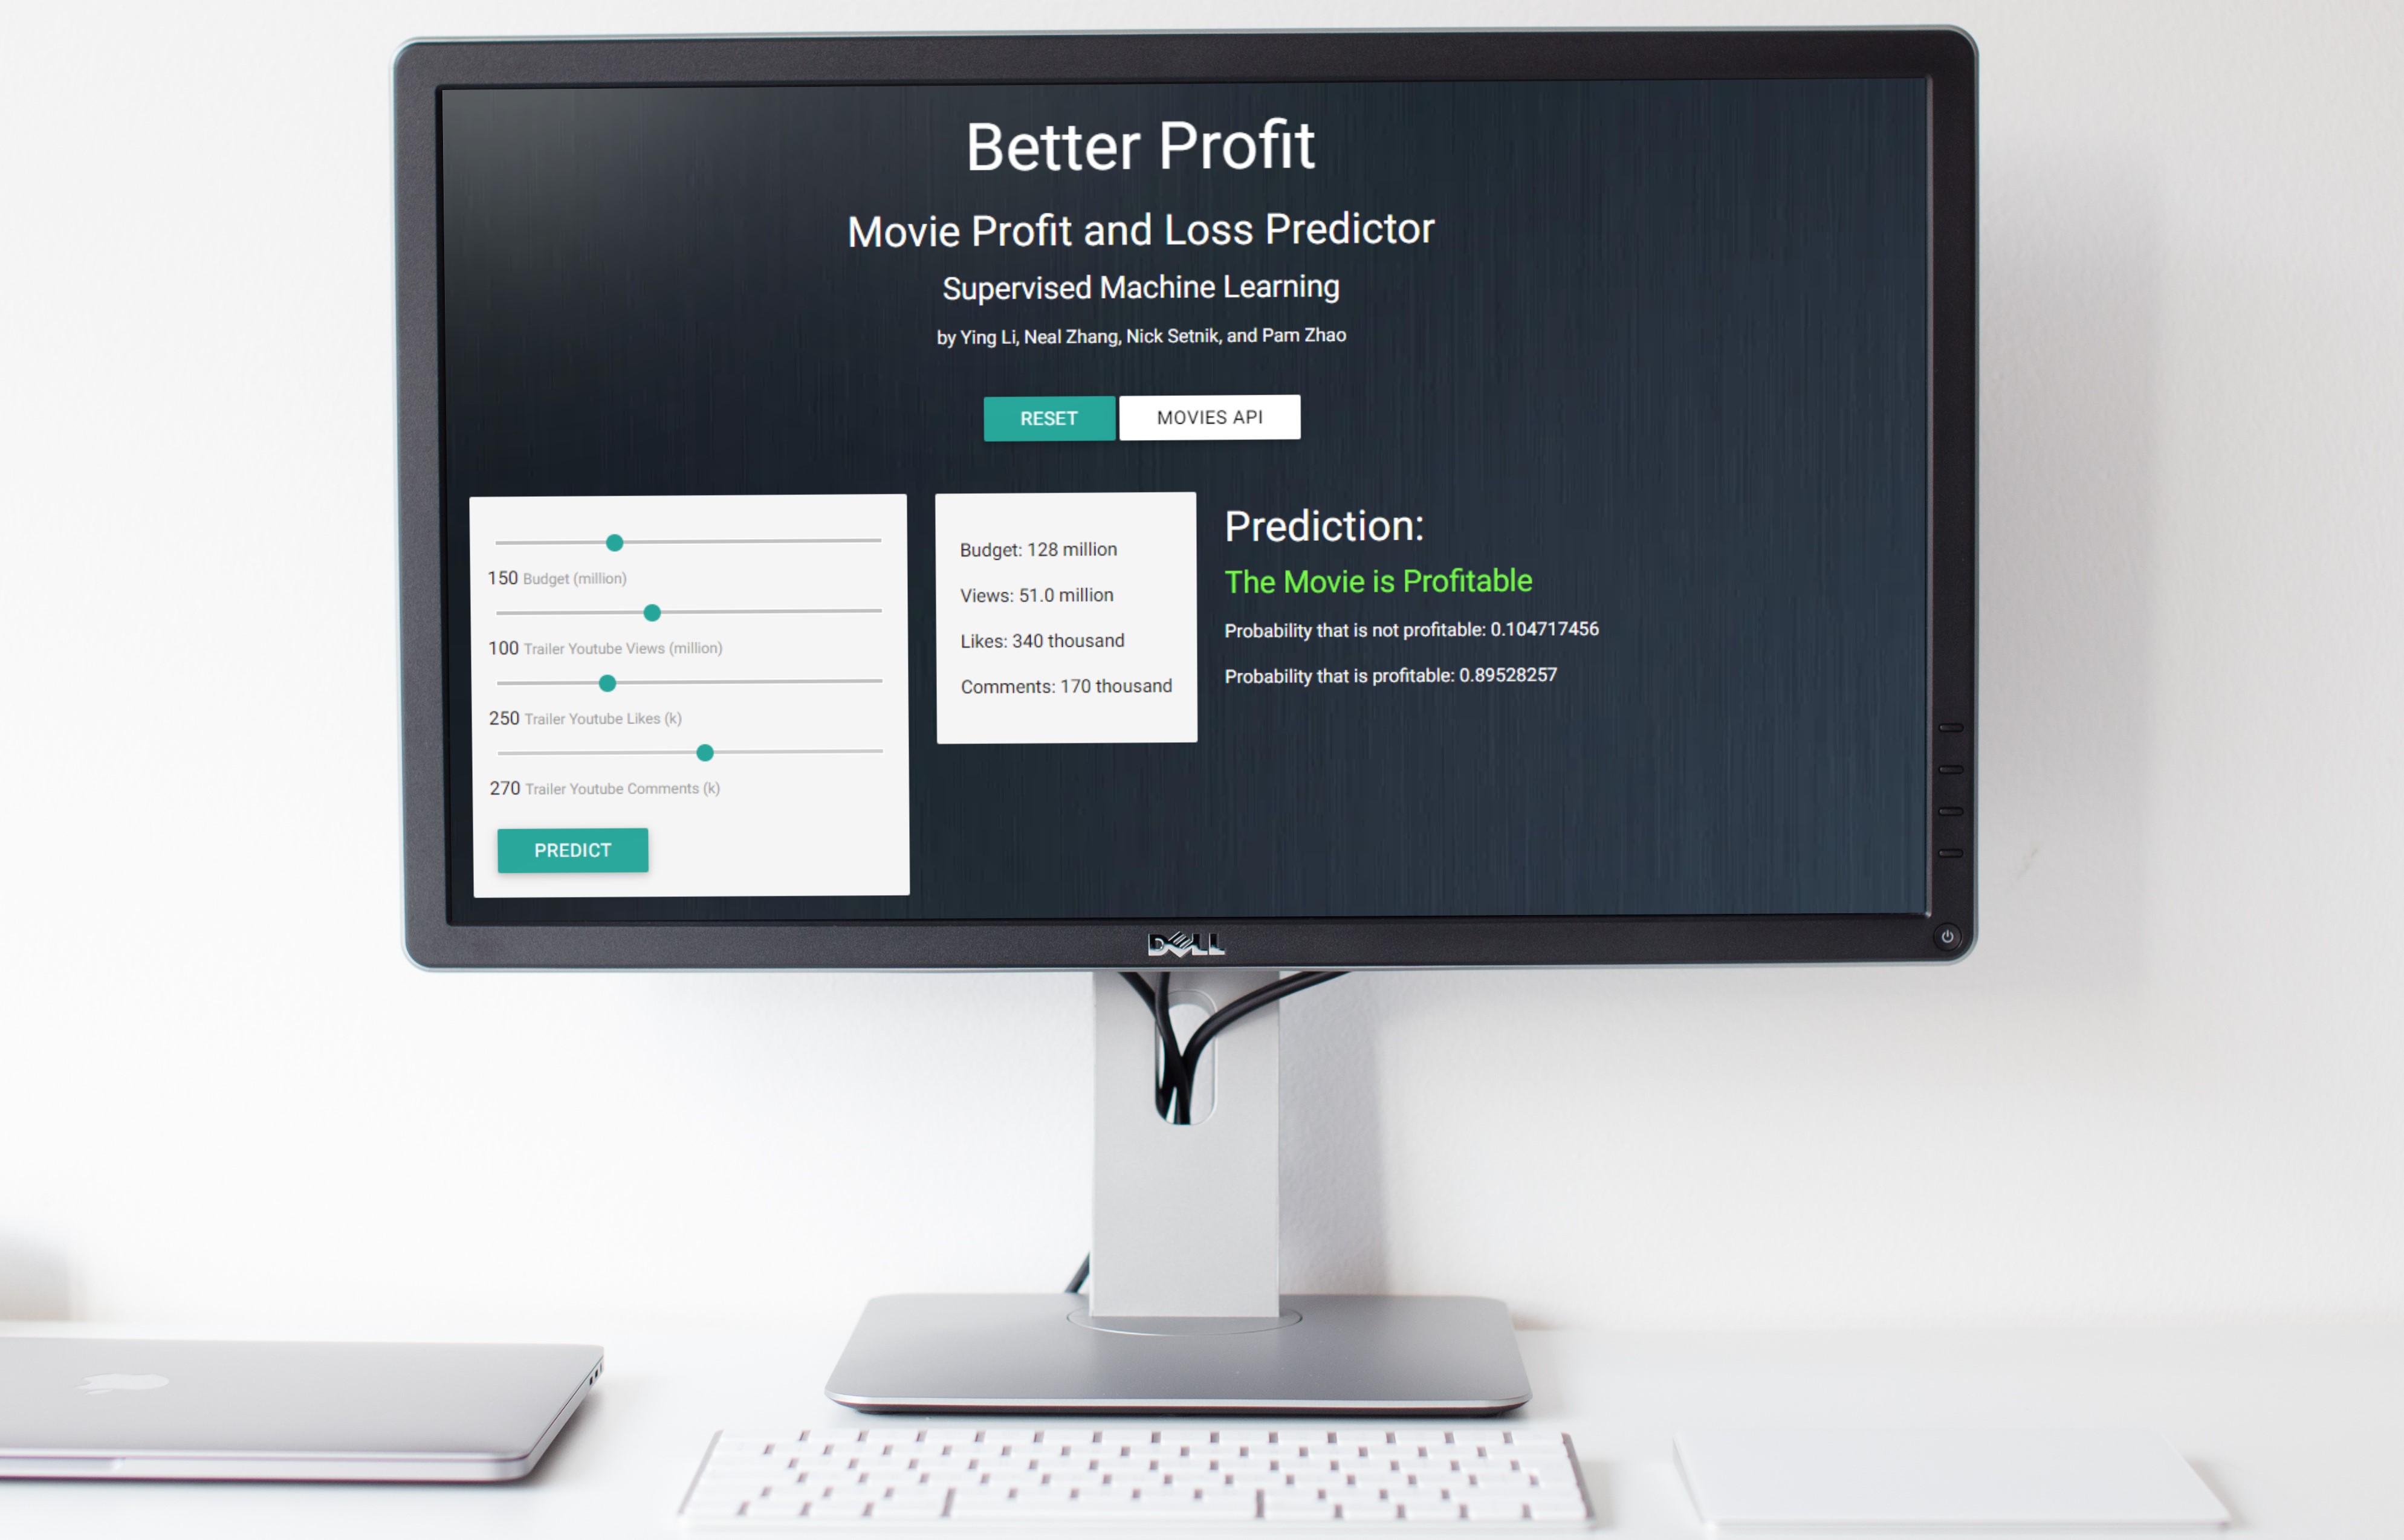 Better Profit
Movie Profit and Loss Predictor
Supervised Machine Learning
by Ying Li, Neal Zhang, Nick Setnik, and Pam Zhao
RESET
MOVIES API
150 Budget (million)
100 Trailer Youtube Views (million)
250 Trailer Youtube Likes (k)
270 Trailer Youtube Comments (k)
PREDICT
Budget: 128 million
Views: 51.0 million
Likes: 340 thousand
Comments: 170 thousand
Prediction:
The Movie is Profitable
Probability that is not profitable: 0.104717456
Probability that is profitable: 0.89528257
DELL